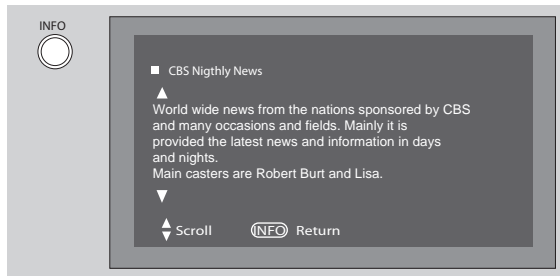 INFO
CBS Nigthly News
World wide news from the nations sponsored by CBS
and many occasions and fields. Mainly it is
provided the latest news and information in days
and nights.
Main casters are Robert Burt and Lisa.
Scroll INFO Return